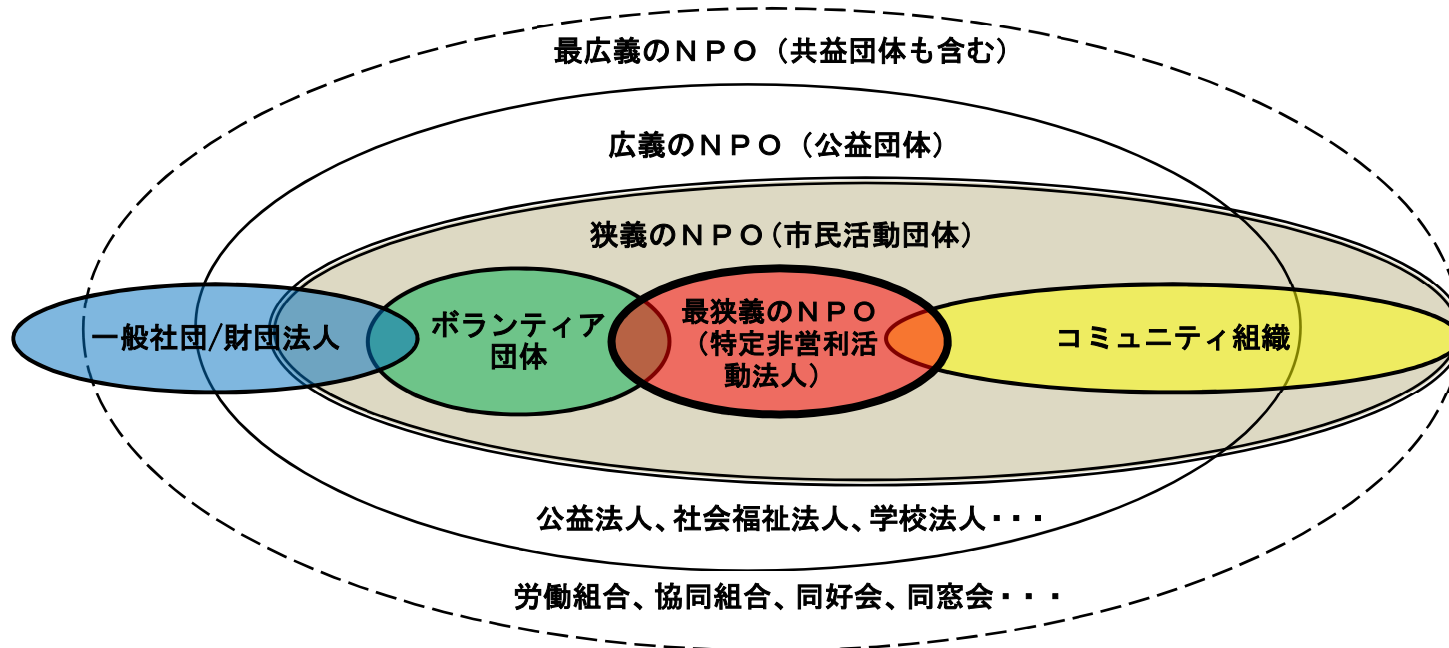 最広義のNPO（共益団体も含む）
広義のNPO（公益団体）
狭義のNPO（市民活動団体）
一般社団/財団法人
ボランティア
団体
最狭義のNPO
（特定非営利活
動法人）
コミュニティ組織
公益法人、社会福祉法人、学校法人・・・
労働組合、協同組合、同好会、同窓会・・・